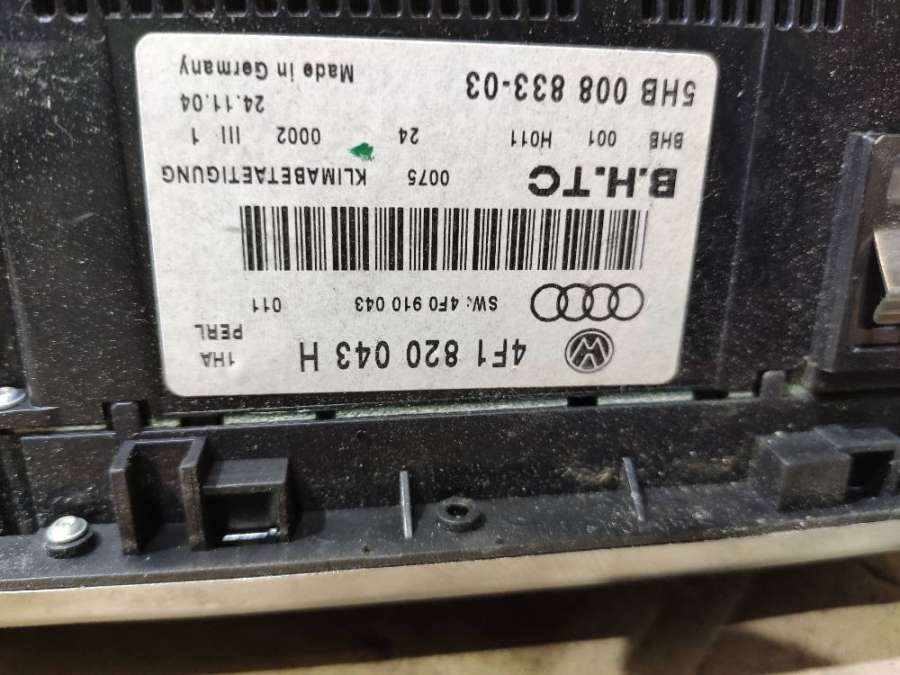 4F1 820 043 H 1HA
PERL
SW: 4F0 910 043 011
B.H.TC 0075 KLIMABETAETIGUNG
BHB 001 H011 24 0002 III 1
5HB 008 833-03 24.11.04
Made in Germany